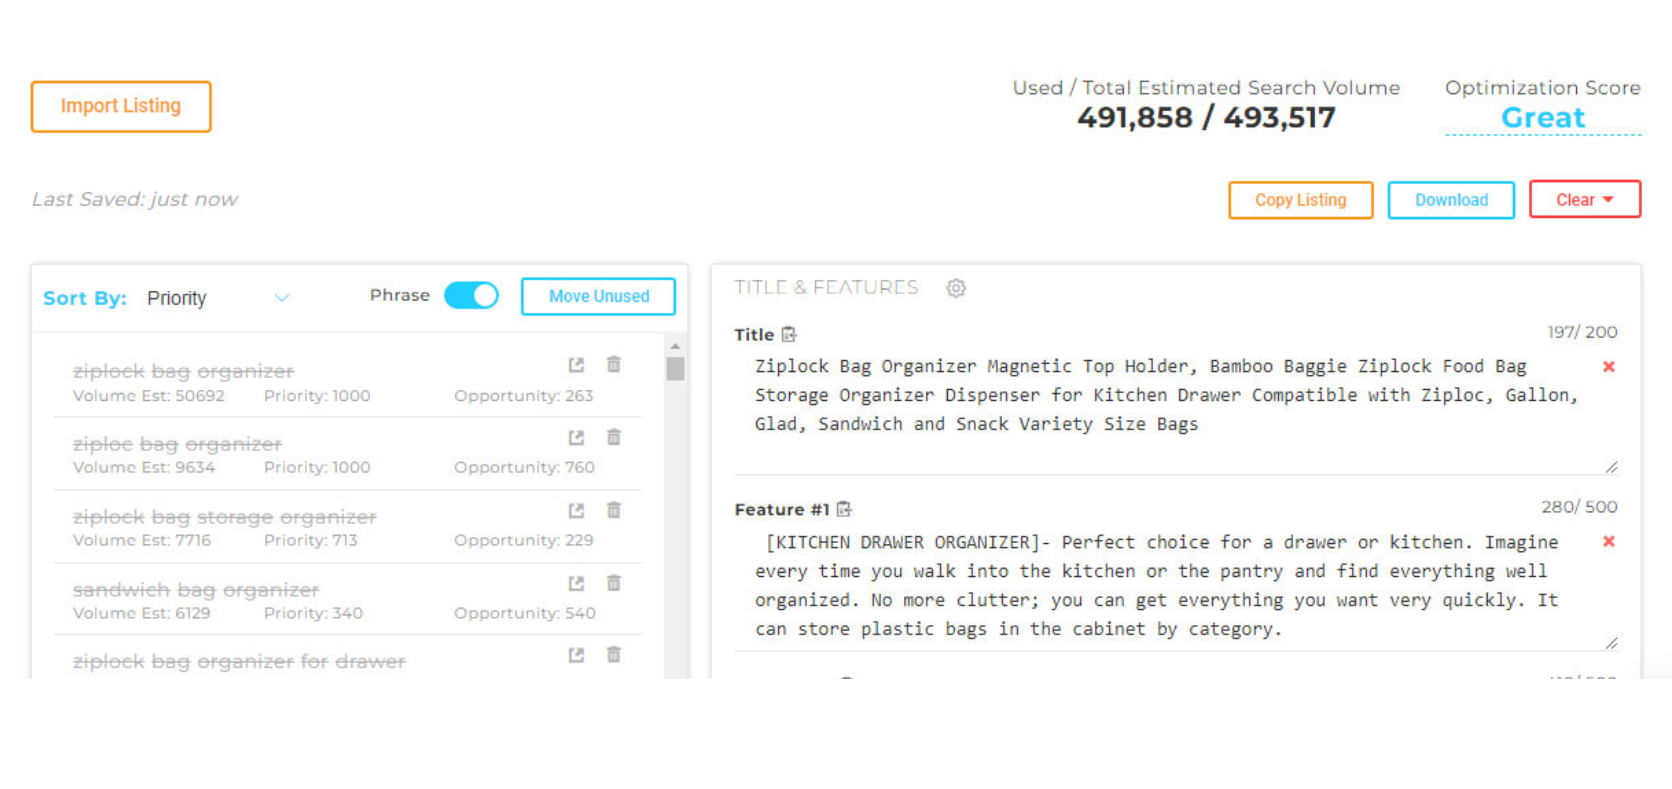 Import Listing
Used / Total Estimated Search Volume
491,858 / 493,517
Optimization Score
Great
Last Saved: just now
Copy Listing
Download
Clear
Sort By: Priority
Phrase
Move Unused
ziplock bag organizer
Volume Est: 50692 Priority: 1000 Opportunity: 263
ziploc bag organizer
Volume Est: 9634 Priority: 1000 Opportunity: 760
ziplock bag storage organizer
Volume Est: 7716 Priority: 713 Opportunity: 229
sandwich bag organizer
Volume Est: 6129 Priority: 340 Opportunity: 540
ziplock bag organizer for drawer
TITLE & FEATURES
Title 197/ 200
Ziplock Bag Organizer Magnetic Top Holder, Bamboo Baggie Ziplock Food Bag
Storage Organizer Dispenser for Kitchen Drawer Compatible with Ziploc, Gallon,
Glad, Sandwich and Snack Variety Size Bags
Feature #1 280/ 500
[KITCHEN DRAWER ORGANIZER]- Perfect choice for a drawer or kitchen. Imagine
every time you walk into the kitchen or the pantry and find everything well
organized. No more clutter; you can get everything you want very quickly. It
can store plastic bags in the cabinet by category.